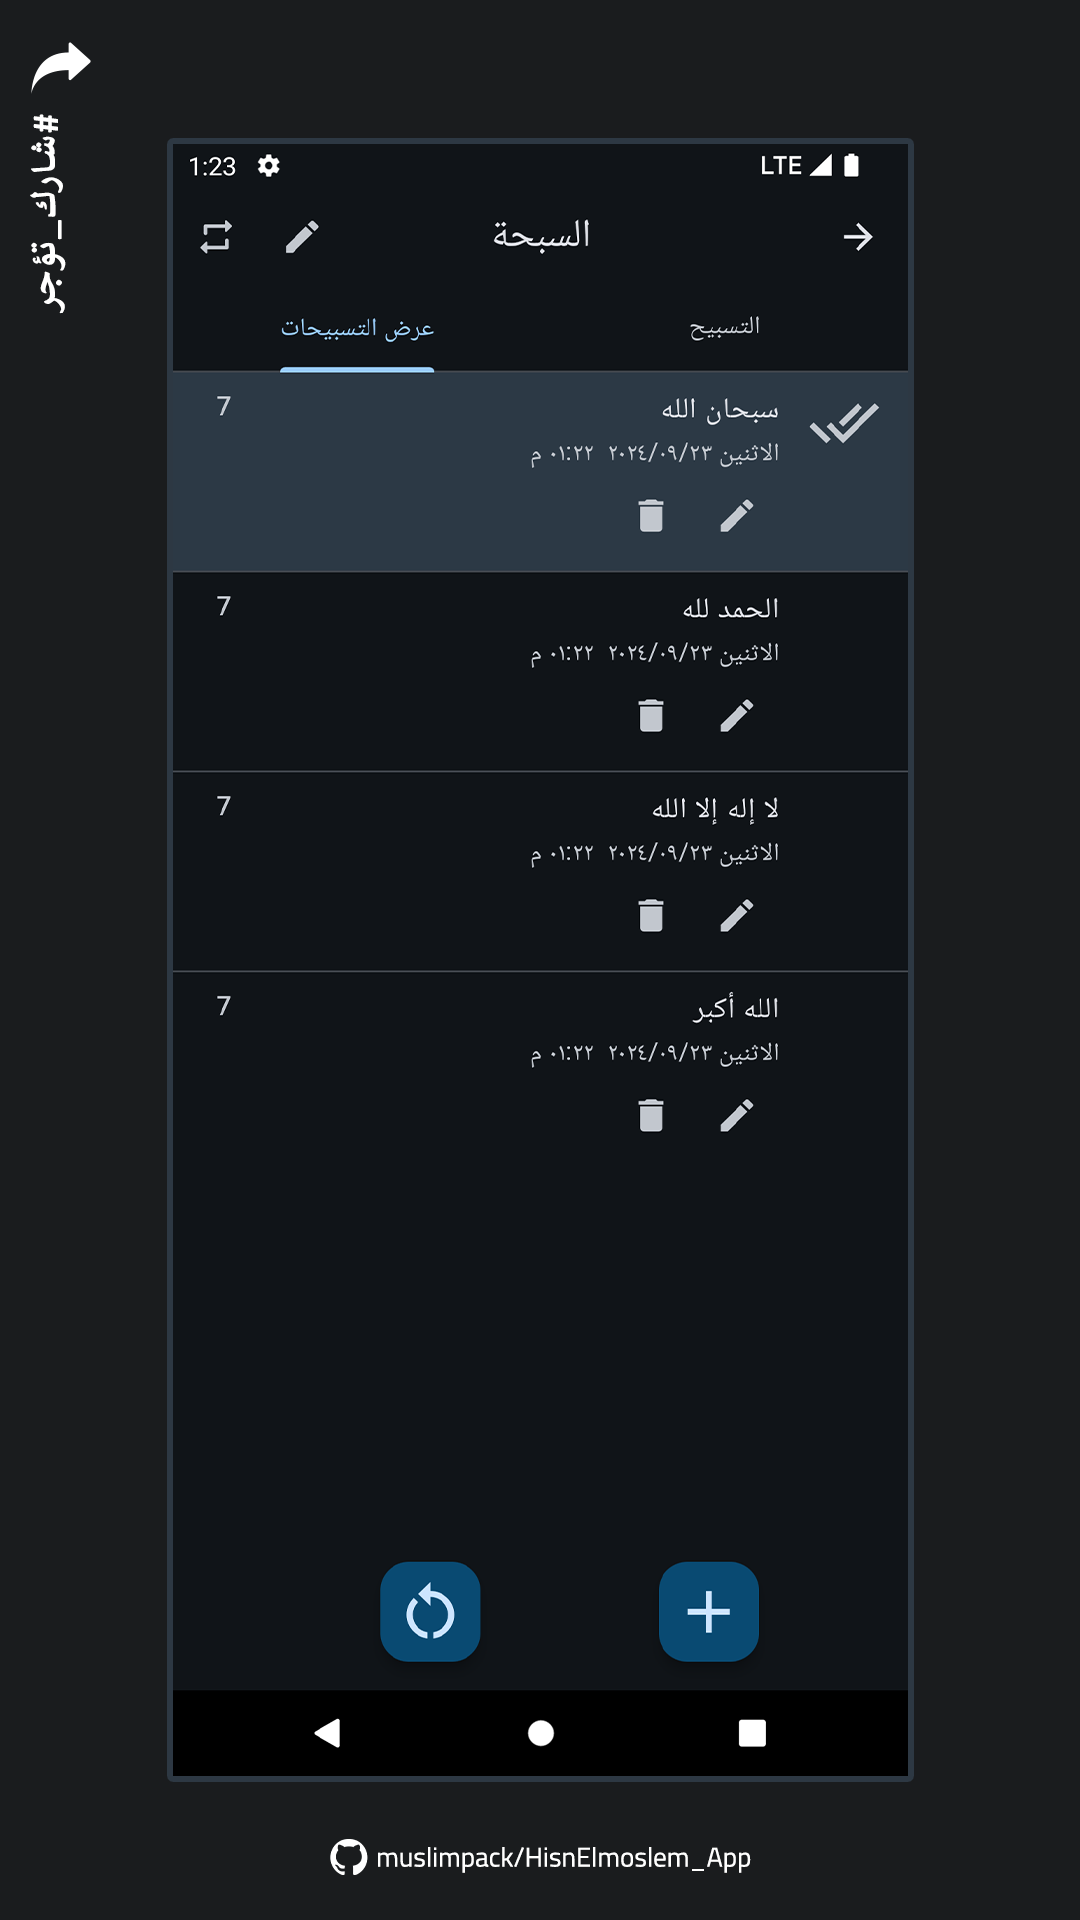 #شارك_تؤجر
1:23 LTE
السبحة
التسبيح عرض التسبيحات
سبحان الله 7
الاثنين ٢٠٢٤/٠٩/٢٣ ٠١:٢٢ م
الحمد لله 7
الاثنين ٢٠٢٤/٠٩/٢٣ ٠١:٢٢ م
لا إله إلا الله 7
الاثنين ٢٠٢٤/٠٩/٢٣ ٠١:٢٢ م
الله أكبر 7
الاثنين ٢٠٢٤/٠٩/٢٣ ٠١:٢٢ م
muslimpack/HisnElmoslem_App